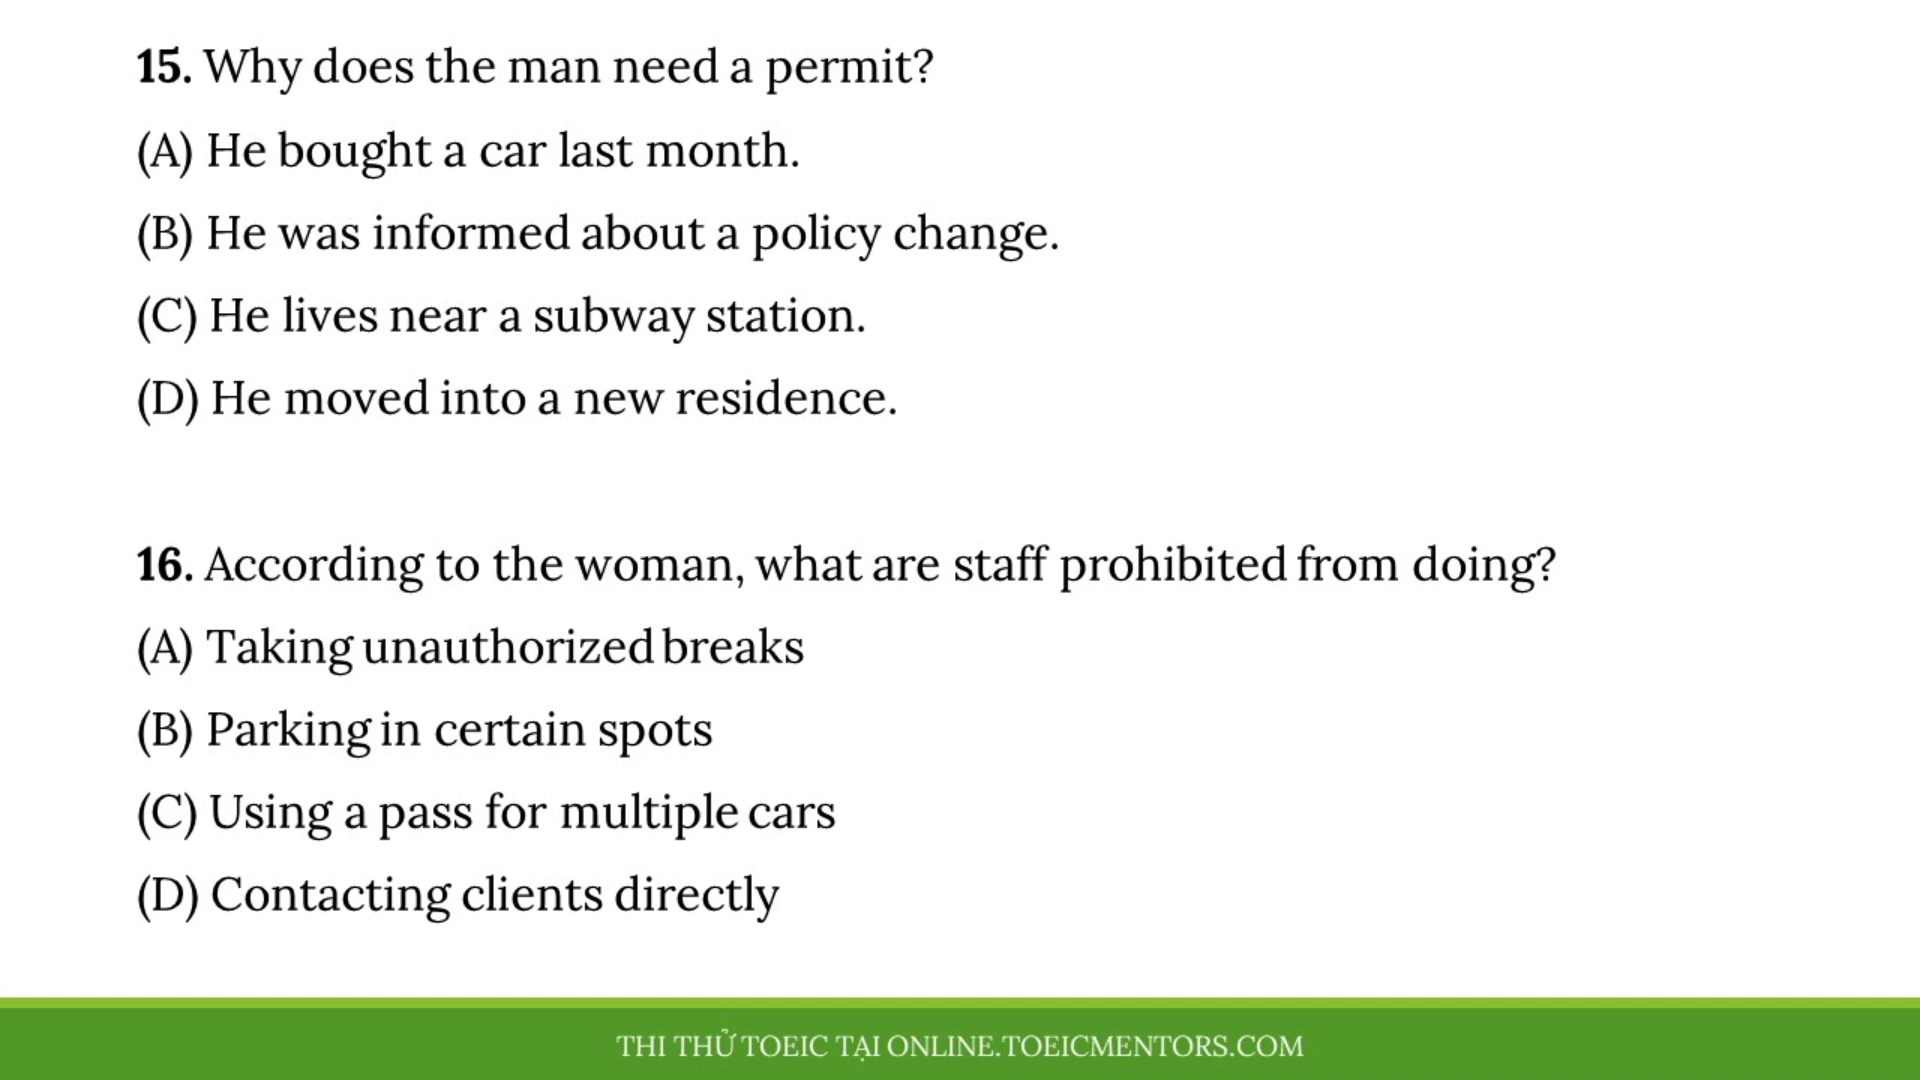 15. Why does the man need a permit?
(A) He bought a car last month.
(B) He was informed about a policy change.
(C) He lives near a subway station.
(D) He moved into a new residence.
16. According to the woman, what are staff prohibited from doing?
(A) Taking unauthorized breaks
(B) Parking in certain spots
(C) Using a pass for multiple cars
(D) Contacting clients directly
THI THỬ TOEIC TẠI ONLINE.TOEICMENTORS.COM